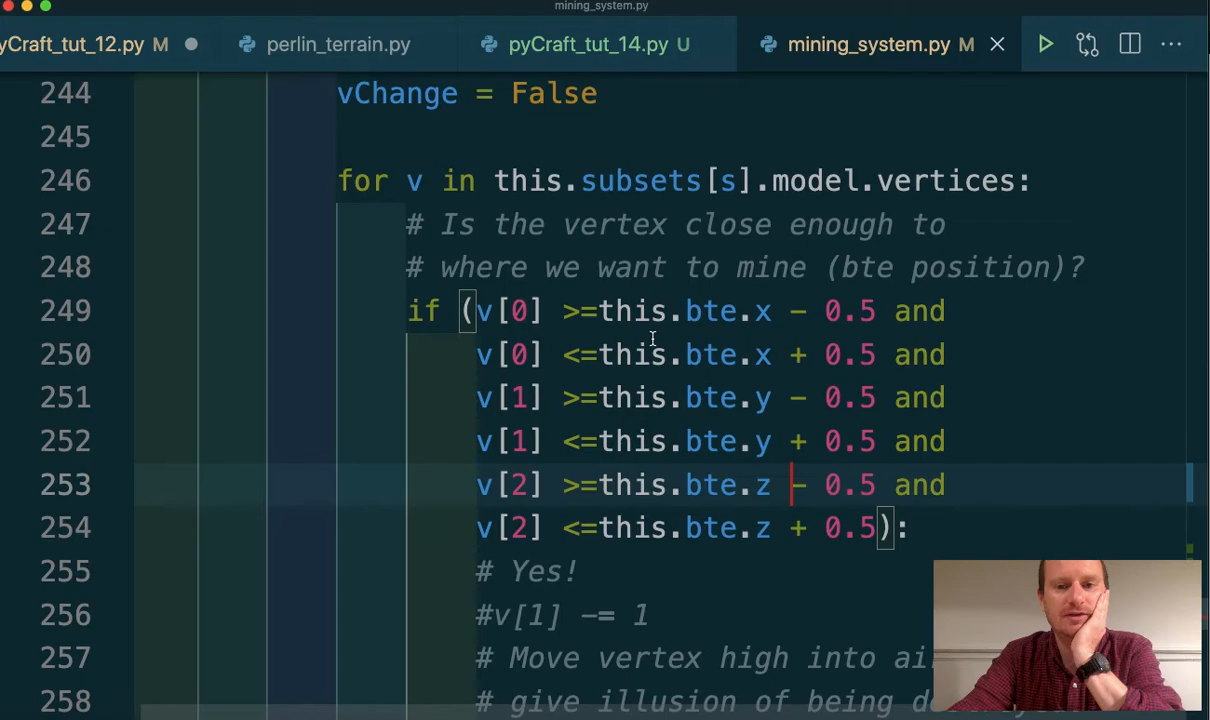 mining_system.py
yCraft_tut_12.py M perlin_terrain.py pyCraft_tut_14.py U mining_system.py M
244 vChange = False
245
246 for v in this.subsets[s].model.vertices:
247 # Is the vertex close enough to
248 # where we want to mine (bte position)?
249 if (v[0] >=this.bte.x - 0.5 and
250 v[0] <=this.bte.x + 0.5 and
251 v[1] >=this.bte.y - 0.5 and
252 v[1] <=this.bte.y + 0.5 and
253 v[2] >=this.bte.z - 0.5 and
254 v[2] <=this.bte.z + 0.5):
255 # Yes!
256 #v[1] -= 1
257 # Move vertex high into
258 # give illusion of being